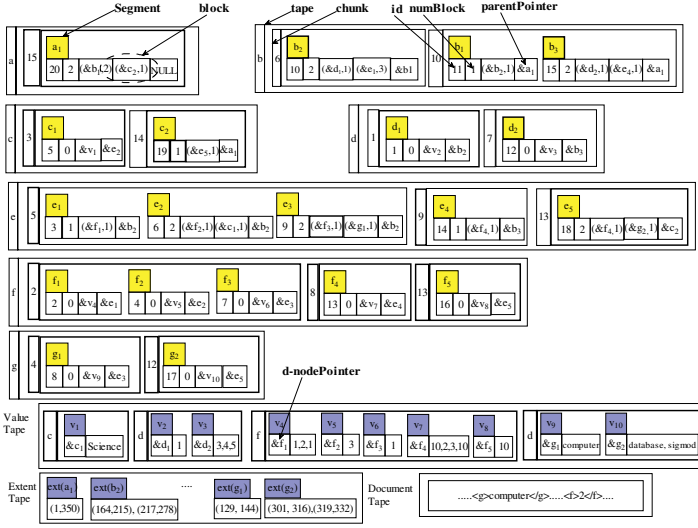 Segment block tape chunk id numBlock parentPointer
a 15 a1 20 2 (&b1,2) (&c2,1) NULL
b 6 b2 10 2 (&d1,1) (&e1,3) &b1 10 b1 11 1 (&b2,1) &a1 b3 15 2 (&d2,1) (&e4,1) &a1
c 3 c1 5 0 &v1 &e2 14 c2 19 1 (&e5,1) &a1
d 1 d1 1 0 &v2 &b2 7 d2 12 0 &v3 &b3
e 5 e1 3 1 (&f1,1) &b2 e2 6 2 (&f2,1) (&c1,1) &b2 e3 9 2 (&f3,1) (&g1,1) &b2 9 e4 14 1 (&f4,1) &b3 13 e5 18 2 (&f4,1) (&g2,1) &c2
f 2 f1 2 0 &v4 &e1 f2 4 0 &v5 &e2 f3 7 0 &v6 &e3 8 f4 13 0 &v7 &e4 13 f5 16 0 &v8 &e5
g 4 g1 8 0 &v9 &e3 12 g2 17 0 &v10 &e5
d-nodePointer
Value Tape
c v1 &c1 Science
d v2 &d1 1 v3 &d2 3,4,5
f v4 &f1 1,2,1 v5 &f2 3 v6 &f3 1 v7 &f4 10,2,3,10 v8 &f5 10
d v9 &g1 computer v10 &g2 database, sigmod
Extent Tape
ext(a1) ext(b2) .... ext(g1) ext(g2)
(1,350) (164,215), (217,278) (129, 144) (301, 316),(319,332)
Document Tape
.....<g>computer</g>.....<f>2</f>....